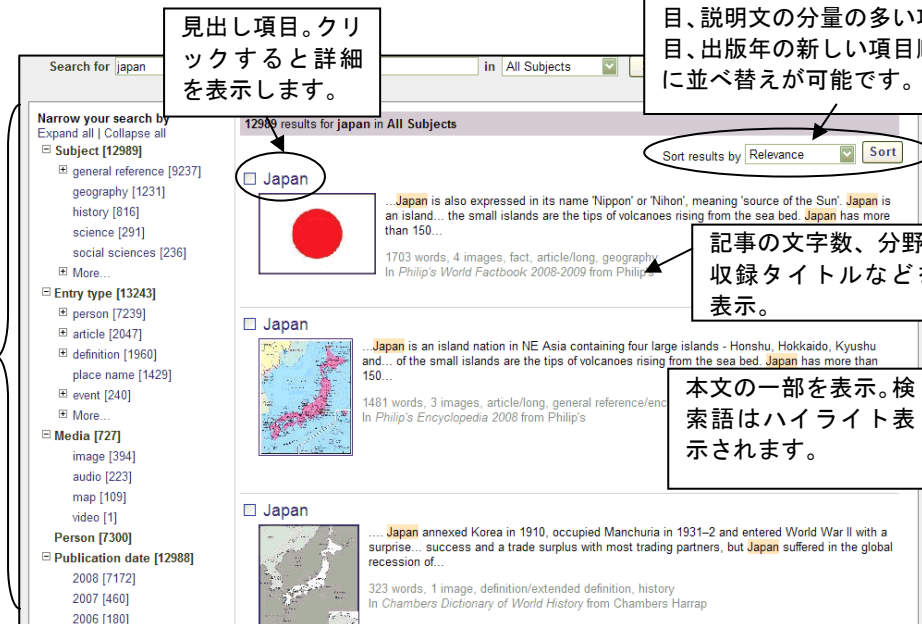 見出し項目。クリ
ックすると詳細
を表示します。
目、説明文の分量の多い
目、出版年の新しい項目
に並べ替えが可能です。
Search for japan in All Subjects
Narrow your search by
Expand all | Collapse all
Subject [12989]
general reference [9237]
geography [1231]
history [816]
science [291]
social sciences [236]
More...
Entry type [13243]
person [7239]
article [2047]
definition [1960]
place name [1429]
event [240]
More...
Media [727]
image [394]
audio [223]
map [109]
video [1]
Person [7300]
Publication date [12988]
2008 [7172]
2007 [460]
2006 [180]
12989 results for japan in All Subjects
Sort results by Relevance Sort
Japan
...Japan is also expressed in its name 'Nippon' or 'Nihon', meaning 'source of the Sun'. Japan is
an island... the small islands are the tips of volcanoes rising from the sea bed. Japan has more
than 150...
1703 words, 4 images, fact, article/long, geography
In Philip's World Factbook 2008-2009 from Philip's
記事の文字数、分野
収録タイトルなどを
表示。
Japan
...Japan is an island nation in NE Asia containing four large islands - Honshu, Hokkaido, Kyushu
and... of the small islands are the tips of volcanoes rising from the sea bed. Japan has more than
150...
1481 words, 3 images, article/long, general reference/enc
In Philip's Encyclopedia 2008 from Philip's
本文の一部を表示。検
索語はハイライト表
示されます。
Japan
.... Japan annexed Korea in 1910, occupied Manchuria in 1931–2 and entered World War II with a
surprise... success and a trade surplus with most trading partners, but Japan suffered in the global
recession of...
323 words, 1 image, definition/extended definition, history
In Chambers Dictionary of World History from Chambers Harrap